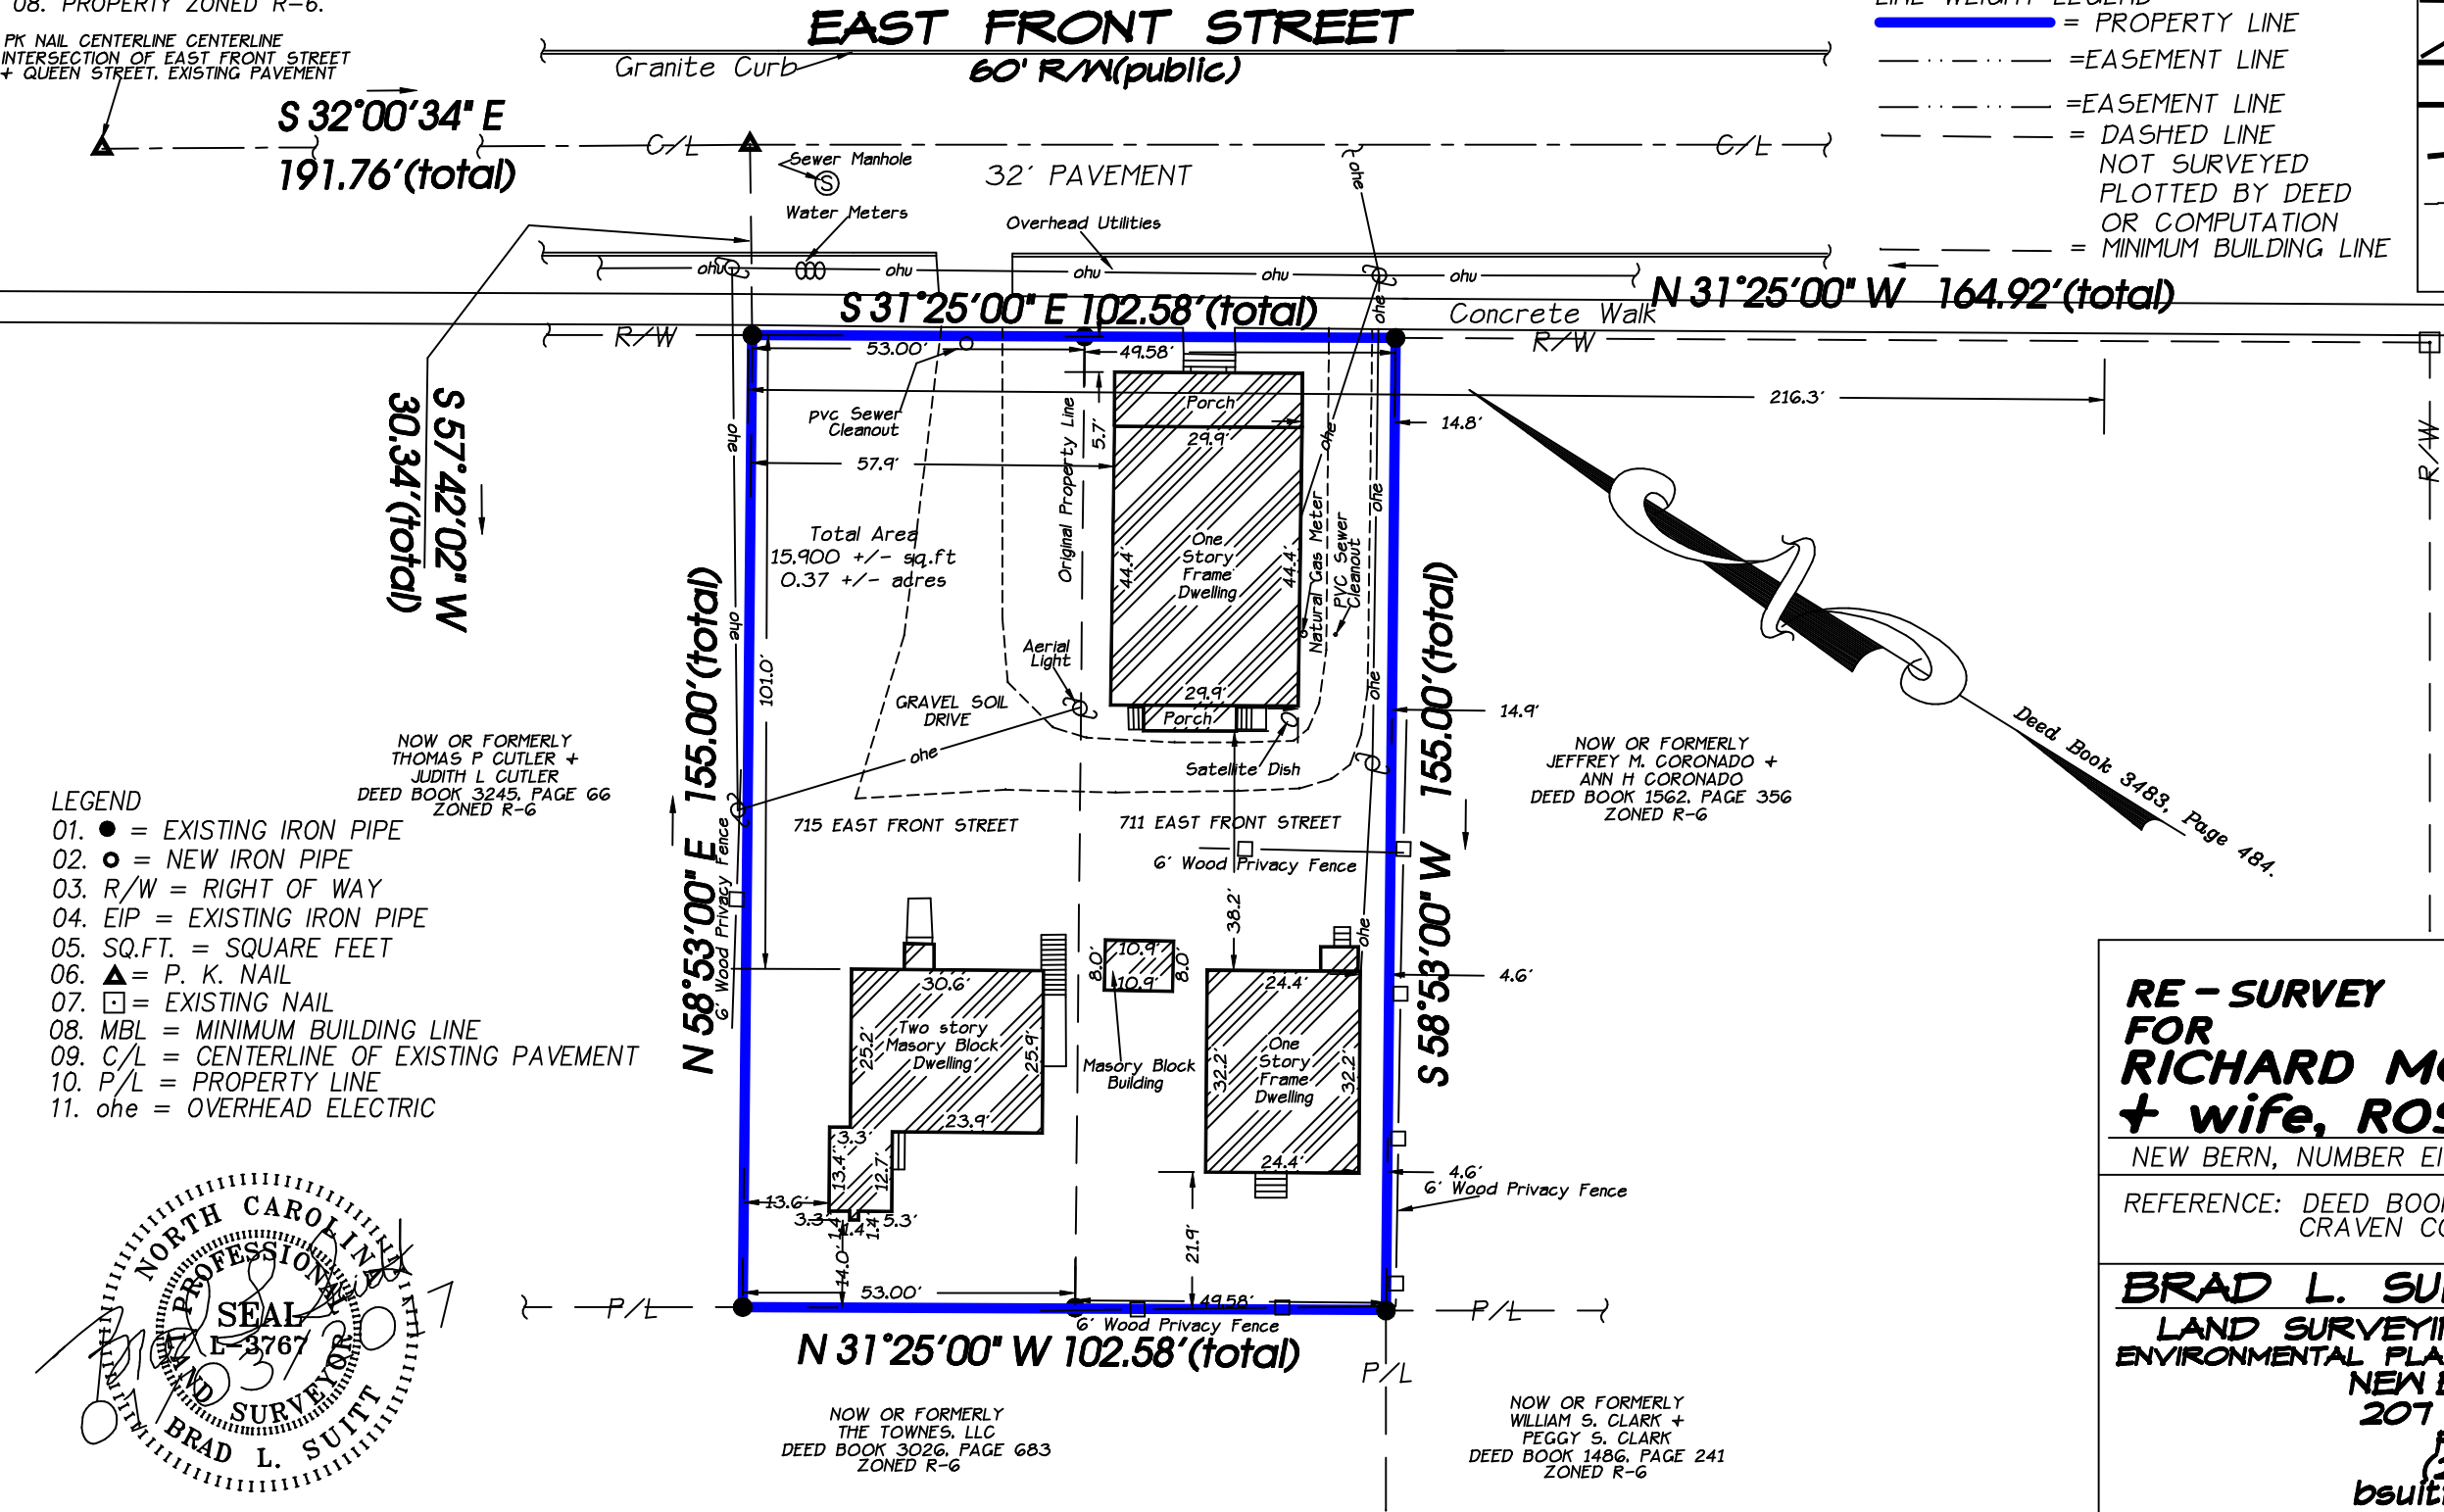 08. PROPERTY ZONED R-6.
PK NAIL CENTERLINE CENTERLINE
INTERSECTION OF EAST FRONT STREET
+ QUEEN STREET. EXISTING PAVEMENT
S 32°00'34" E
191.76'(total)
EAST FRONT STREET
60' R/W(public)
Granite Curb
C/L
C/L
Sewer Manhole
S
32' PAVEMENT
Water Meters
Overhead Utilities
ohe
ohu
ohu
ohu
ohu
ohu
LINE WEIGHT LEGEND
= PROPERTY LINE
=EASEMENT LINE
=EASEMENT LINE
= DASHED LINE
NOT SURVEYED
PLOTTED BY DEED
OR COMPUTATION
= MINIMUM BUILDING LINE
S 31°25'00" E 102.58'(total)
N 31°25'00" W 164.92'(total)
Concrete Walk
ohe
R/W
R/W
R/W
53.00'
49.58'
216.3'
14.8'
S 57°42'02" W
30.34'(total)
pvc Sewer
Cleanout
57.9'
ohe
Original Property Line
5.7'
Porch
29.9'
ohe
ohe
Total Area
15.900 +/- sq.ft
0.37 +/- acres
44.4'
One
Story
Frame
Dwelling
44.4'
Natural Gas Meter
PVC Sewer
Cleanout
ohe
101.0'
Aerial
Light
29.9'
Porch
ohe
14.9'
GRAVEL SOIL
DRIVE
ohe
Satellite Dish
N 58°53'00" E 155.00'(total)
S 58°53'00" W 155.00'(total)
Deed Book 3483, Page 484.
NOW OR FORMERLY
THOMAS P CUTLER +
JUDITH L CUTLER
DEED BOOK 3245. PAGE 66
ZONED R-6
NOW OR FORMERLY
JEFFREY M. CORONADO +
ANN H CORONADO
DEED BOOK 1562. PAGE 356
ZONED R-6
715 EAST FRONT STREET
711 EAST FRONT STREET
6' Wood Privacy Fence
6' Wood Privacy Fence
38.2'
ohe
LEGEND
01. = EXISTING IRON PIPE
02. = NEW IRON PIPE
03. R/W = RIGHT OF WAY
04. EIP = EXISTING IRON PIPE
05. SQ.FT. = SQUARE FEET
06. = P. K. NAIL
07. = EXISTING NAIL
08. MBL = MINIMUM BUILDING LINE
09. C/L = CENTERLINE OF EXISTING PAVEMENT
10. P/L = PROPERTY LINE
11. ohe = OVERHEAD ELECTRIC
30.6'
Two story
Masory Block
Dwelling
25.2'
25.9'
23.9'
3.3'
13.4'
12.7'
13.6'
3.3'
1.4'
1.4'
1.4'
5.3'
14.0'
8.0'
10.9'
10.9'
8.0'
Masory Block
Building
24.4'
32.2'
One
Story
Frame
Dwelling
32.2'
24.4'
4.6'
4.6'
6' Wood Privacy Fence
21.9'
53.00'
49.58'
P/L
P/L
6' Wood Privacy Fence
N 31°25'00" W 102.58'(total)
P/L
NOW OR FORMERLY
THE TOWNES. LLC
DEED BOOK 3026. PAGE 683
ZONED R-6
NOW OR FORMERLY
WILLIAM S. CLARK +
PEGGY S. CLARK
DEED BOOK 1486. PAGE 241
ZONED R-6
NORTH CAROLINA
PROFESSIONAL
SEAL
L-3767
LAND SURVEYOR
BRAD L. SUITT
RE - SURVEY
FOR
RICHARD
+ wife,
NEW BERN, NUMBER
REFERENCE: DEED
CRAVEN
BRAD L.
LAND
ENVIRONMENTAL
NEW
207